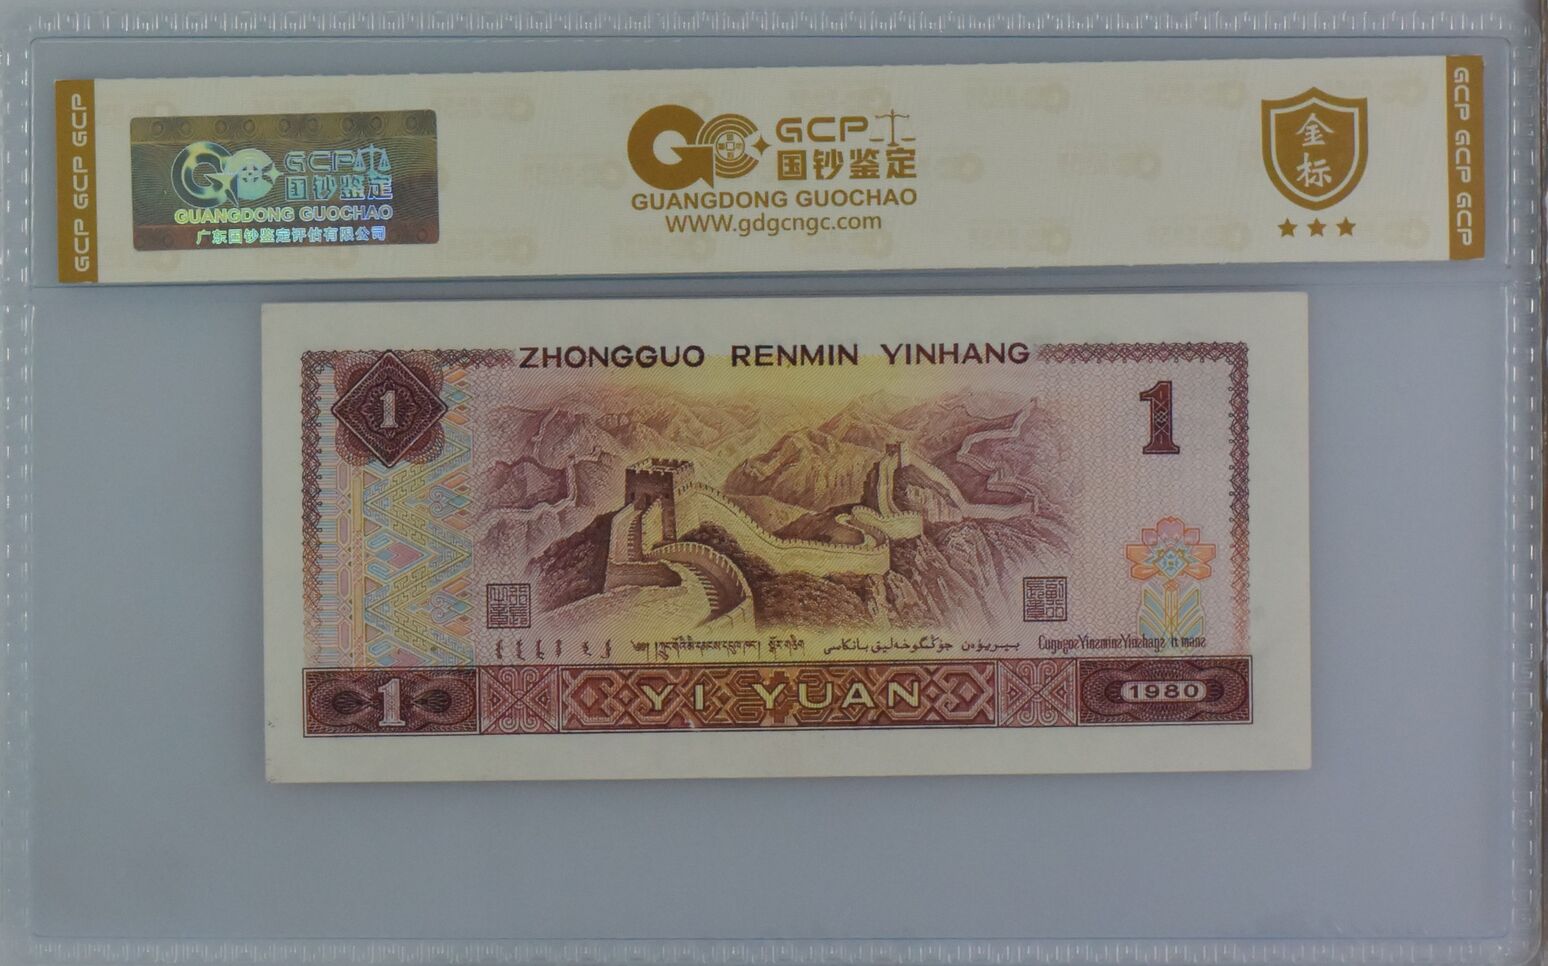 GCP GCP GCP
GCP
国钞鉴定
GUANGDONG GUOCHAO
广东国钞鉴定评估有限公司
GCP
国钞鉴定
GUANGDONG GUOCHAO
WWW.gdgcngc.com
金标
GCP GCP GCP
ZHONGGUO RENMIN YINHANG
1
1
1
YI YUAN
1980